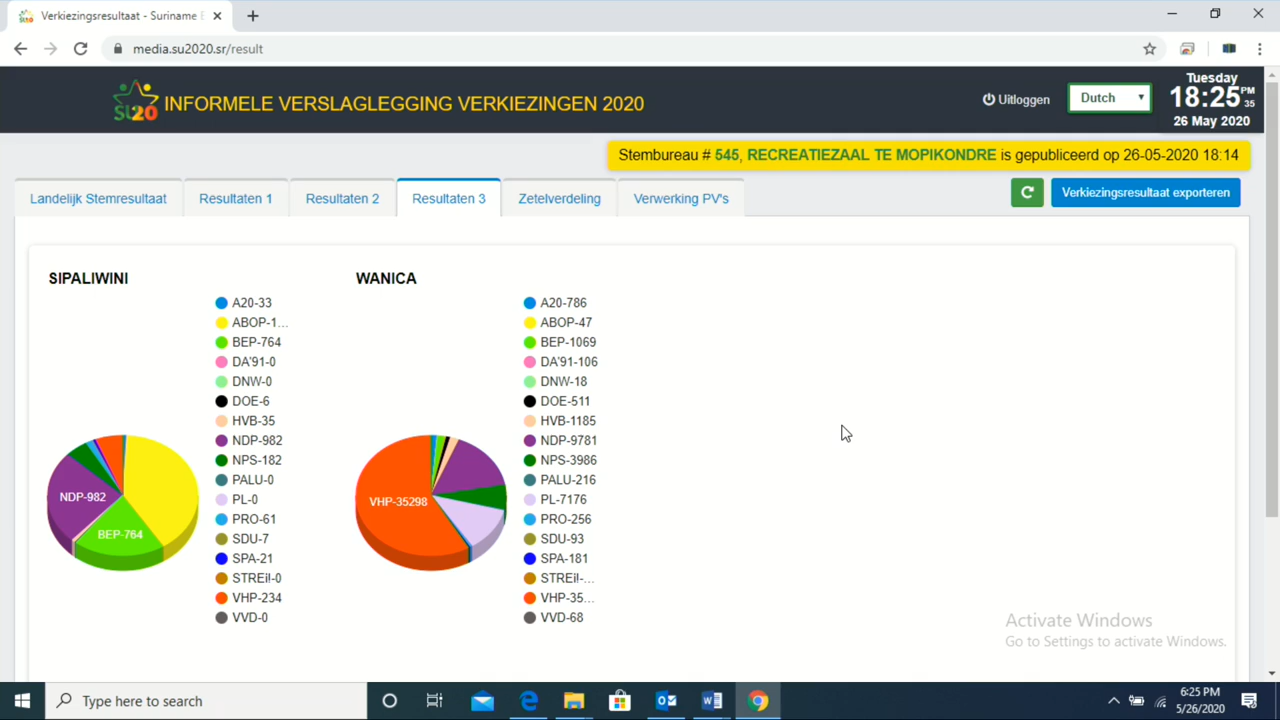 Verkiezingsresultaat - Suriname E
media.su2020.sr/result
SU20
INFORMELE VERSLAGLEGGING VERKIEZINGEN 2020
Uitloggen
Dutch
Tuesday
18:25 PM 35
26 May 2020
Stembureau # 545, RECREATIEZAAL TE MOPIKONDRE is gepubliceerd op 26-05-2020 18:14
Landelijk Stemresultaat
Resultaten 1
Resultaten 2
Resultaten 3
Zetelverdeling
Verwerking PV's
Verkiezingsresultaat exporteren
SIPALIWINI
A20-33
ABOP-1...
BEP-764
DA'91-0
DNW-0
DOE-6
HVB-35
NDP-982
NPS-182
PALU-0
PL-0
PRO-61
SDU-7
SPA-21
STREi!-0
VHP-234
VVD-0
NDP-982
BEP-764
WANICA
A20-786
ABOP-47
BEP-1069
DA'91-106
DNW-18
DOE-511
HVB-1185
NDP-9781
NPS-3986
PALU-216
PL-7176
PRO-256
SDU-93
SPA-181
STREi!-...
VHP-35...
VVD-68
VHP-35298
Activate Windows
Go to Settings to activate Windows.
Type here to search
6:25 PM
5/26/2020